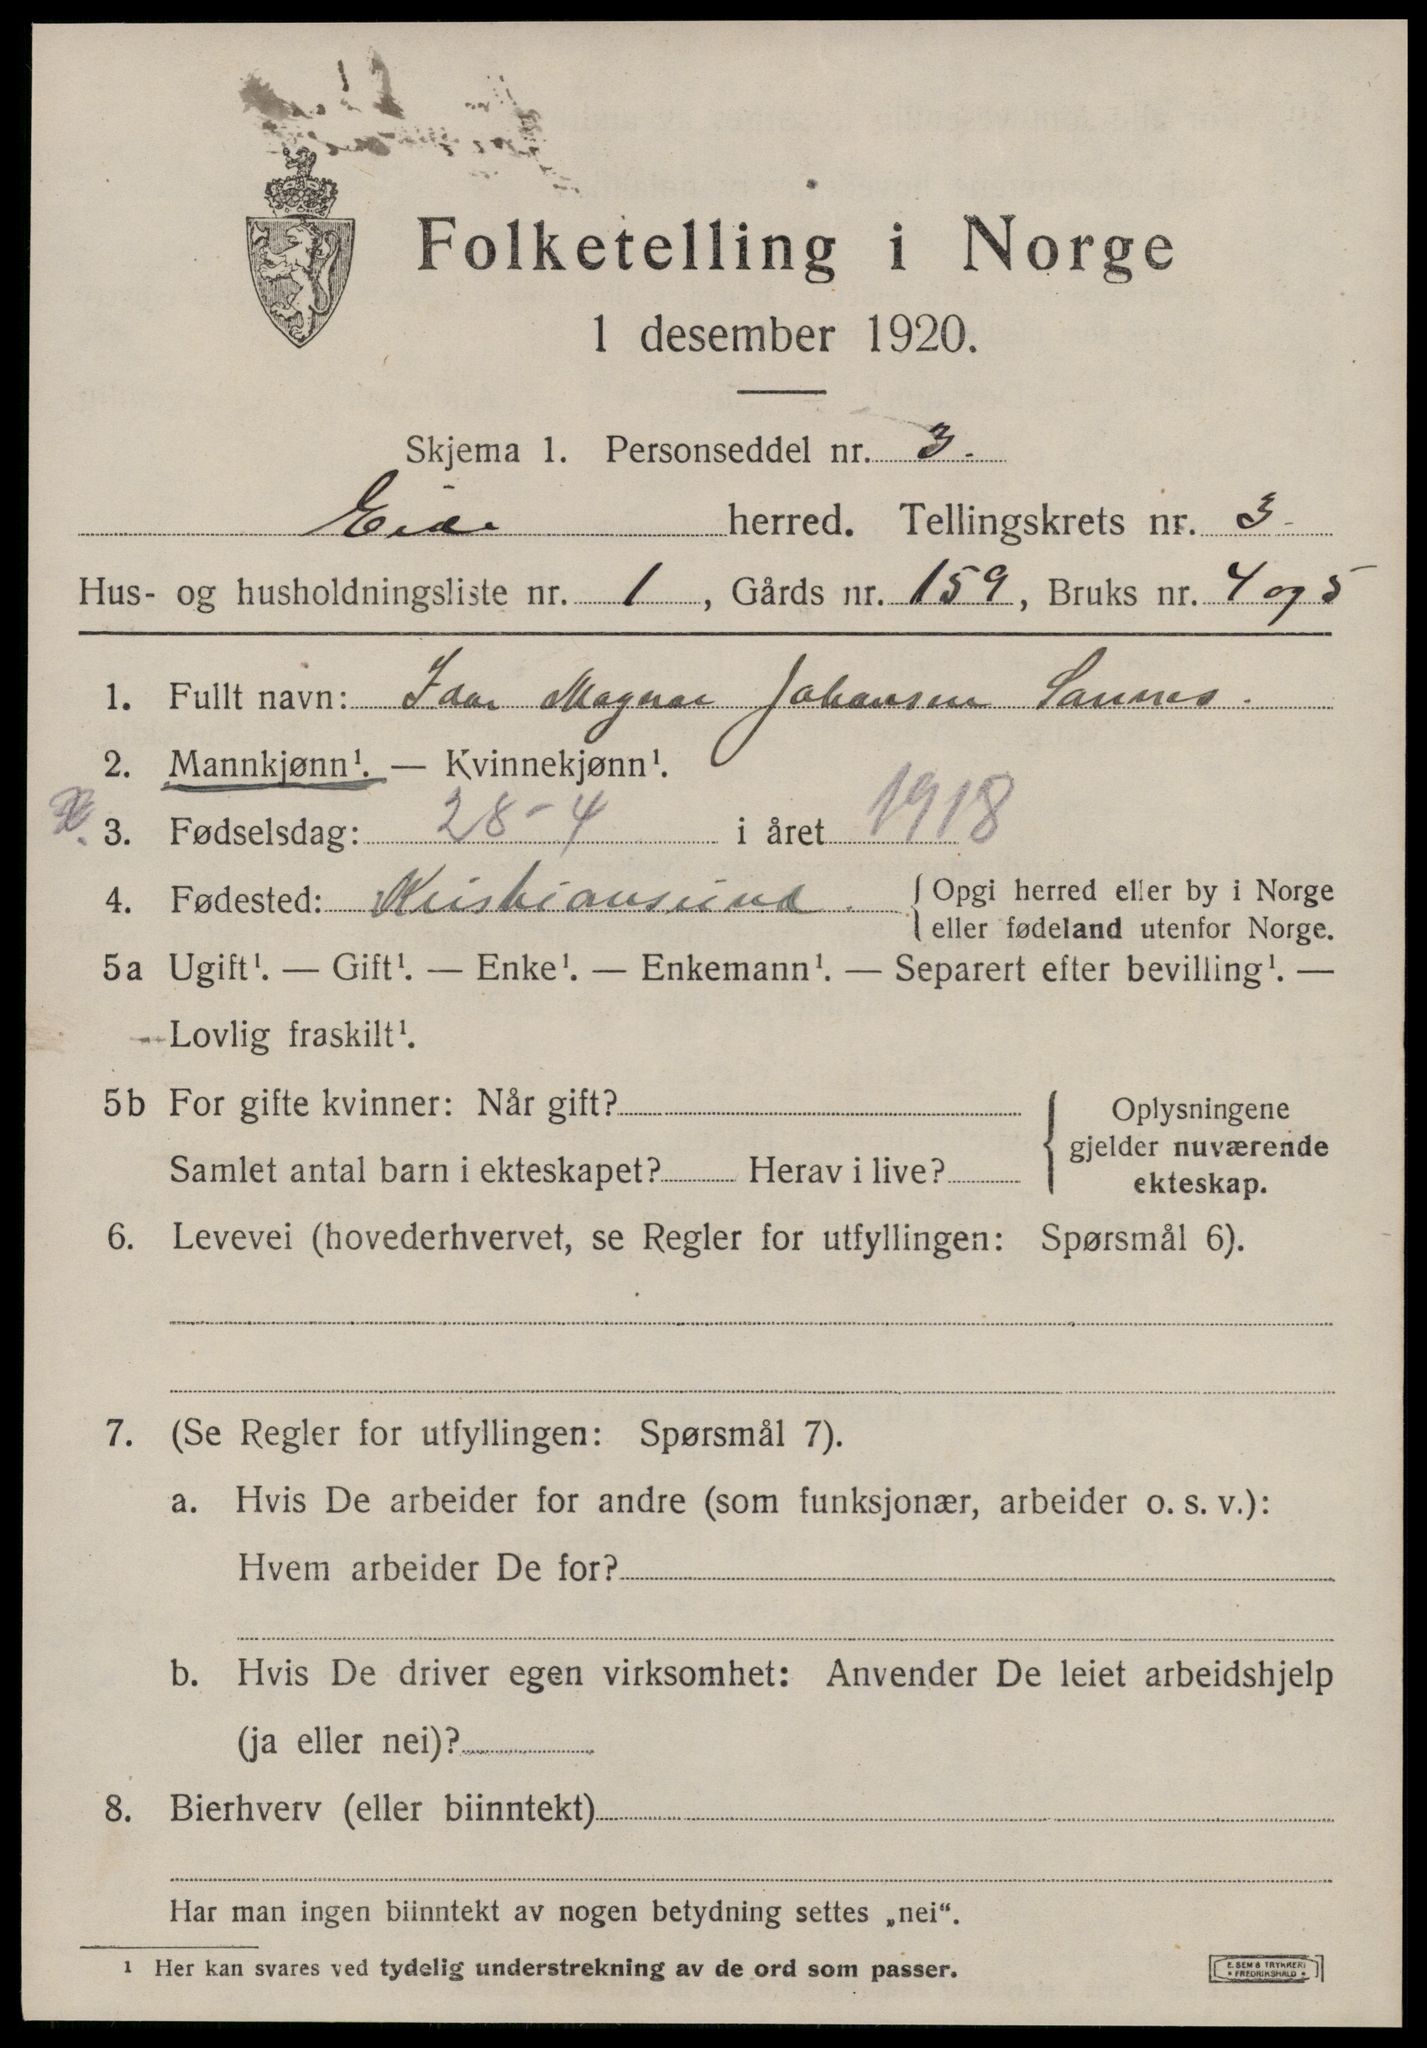 Folketelling i Norge
1 desember 1920.
Skjema 1. Personseddel nr. 3.
Eide herred. Tellingskrets nr. 3.
Hus- og husholdningsliste nr. 1, Gårds nr. 159, Bruks nr. 4 og 5
1. Fullt navn: Idar Magnar Johansen Sannes.
2. Mannkjønn¹. — Kvinnekjønn¹.
3. Fødselsdag: 28-4 i året 1918
4. Fødested: Kristiansund. { Opgi herred eller by i Norge
eller fødeland utenfor Norge.
5a Ugift¹. — Gift¹. — Enke¹. — Enkemann¹. — Separert efter bevilling¹. —
Lovlig fraskilt¹.
5b For gifte kvinner: Når gift?
Samlet antal barn i ekteskapet? Herav i live?
{ Oplysningene
gjelder nuværende
ekteskap.
6. Levevei (hovederhvervet, se Regler for utfyllingen: Spørsmål 6).
7. (Se Regler for utfyllingen: Spørsmål 7).
a. Hvis De arbeider for andre (som funksjonær, arbeider o. s. v.):
Hvem arbeider De for?
b. Hvis De driver egen virksomhet: Anvender De leiet arbeidshjelp
(ja eller nei)?
8. Bierhverv (eller biinntekt)
Har man ingen biinntekt av nogen betydning settes „nei“.
¹ Her kan svares ved tydelig understrekning av de ord som passer.
E. SEM'S TRYKKERI
• FREDRIKSHALD •